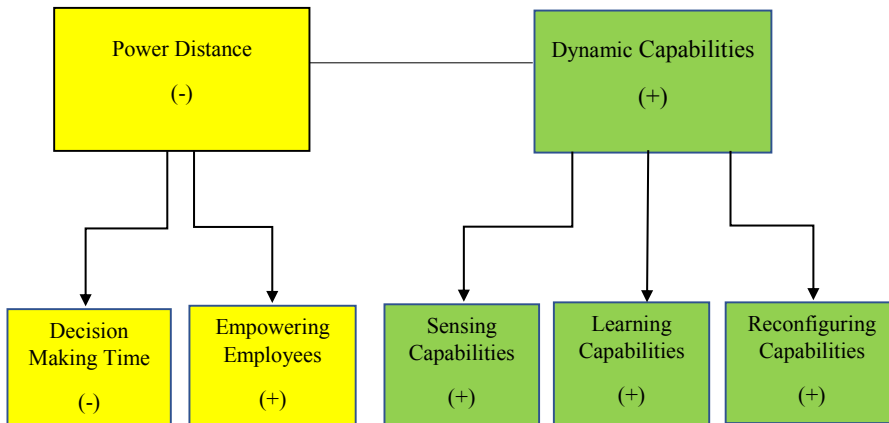 Power Distance
(-)
Dynamic Capabilities
(+)
Decision
Making Time
(-)
Empowering
Employees
(+)
Sensing
Capabilities
(+)
Learning
Capabilities
(+)
Reconfiguring
Capabilities
(+)